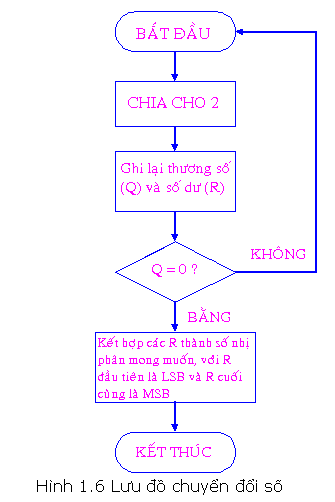 BẮT ĐẦU
CHIA CHO 2
Ghi lại thương số
(Q) và số dư (R)
KHÔNG
Q = 0 ?
BẰNG
Kết hợp các R thành số nhị
phân mong muốn, với R
đầu tiên là LSB và R cuối
cùng là MSB
KẾT THÚC
Hình 1.6 Lưu đồ chuyển đổi số